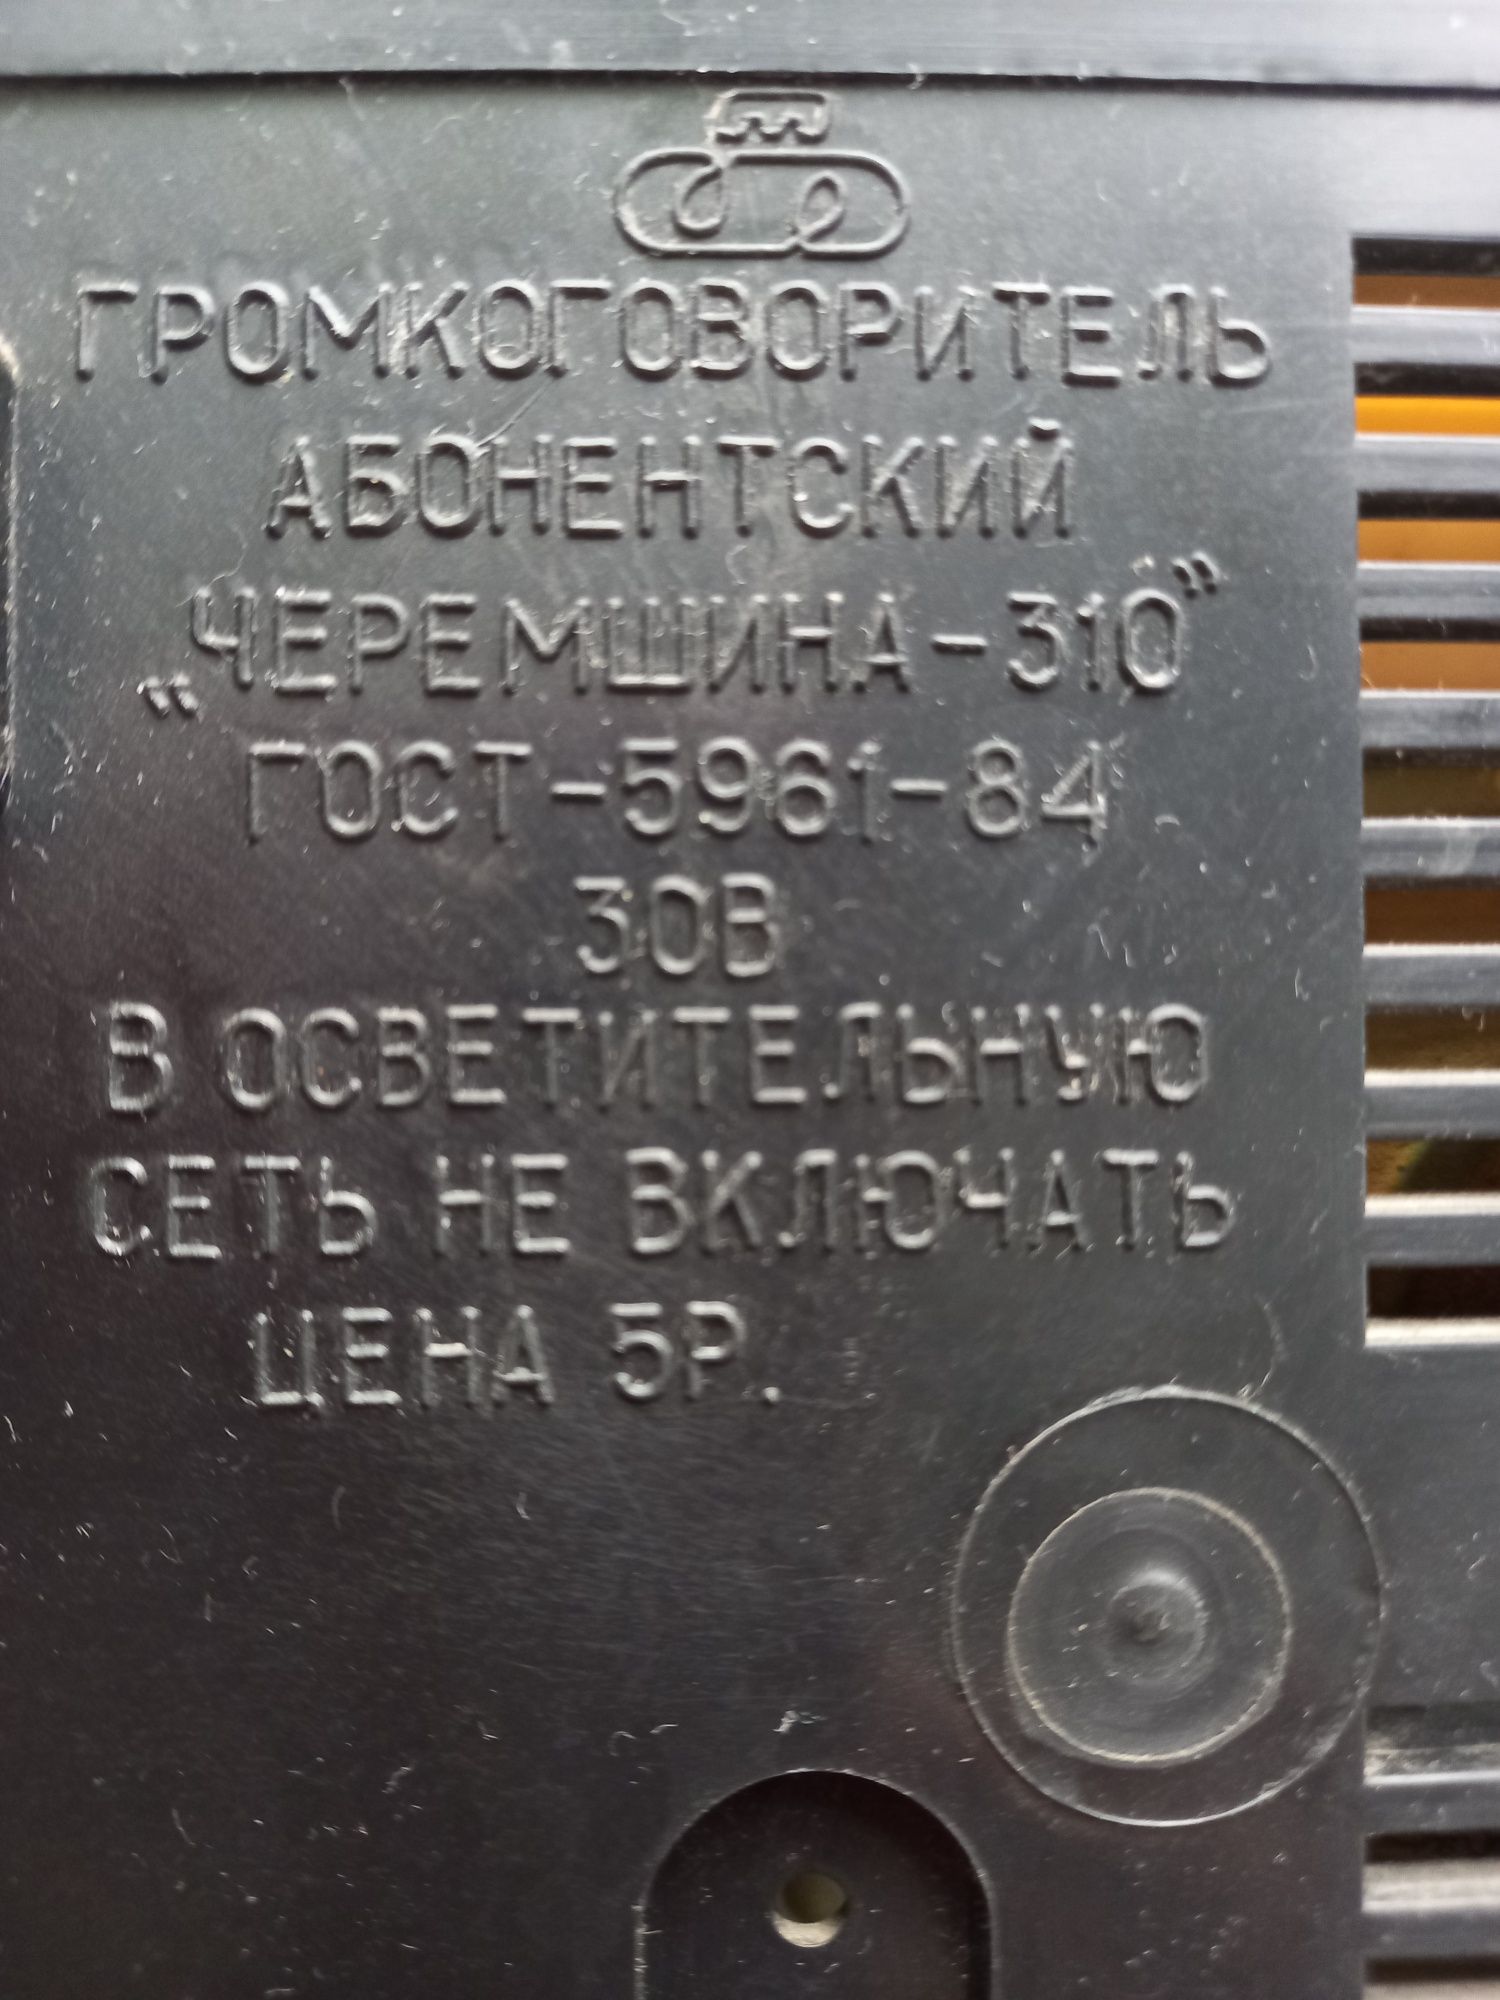 ГРОМКОГОВОРИТЕЛЬ
АБОНЕНТСКИЙ
„ЧЕРЕМШИНА-310”
ГОСТ-5961-84
30В
В ОСВЕТИТЕЛЬНУЮ
СЕТЬ НЕ ВКЛЮЧАТЬ
ЦЕНА 5Р.